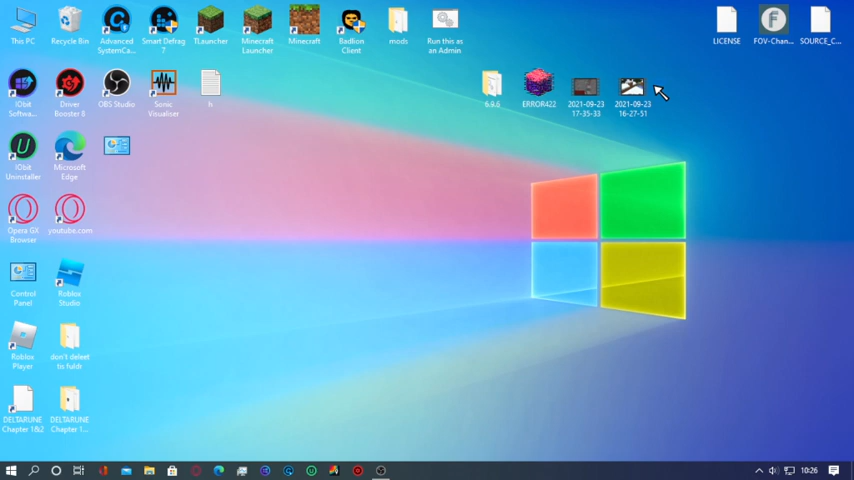 This PC
Recycle Bin
Advanced
SystemCa...
Smart Defrag
7
TLauncher
Minecraft
Launcher
Minecraft
Badlion
Client
mods
Run this as
an Admin
LICENSE
FOV-Chan...
SOURCE_C...
IObit
Softwa...
Driver
Booster 8
OBS Studio
Sonic
Visualiser
h
6.9.6
ERROR422
2021-09-23
17-35-33
2021-09-23
16-27-51
IObit
Uninstaller
Microsoft
Edge
Opera GX
Browser
youtube.com
Control
Panel
Roblox
Studio
Roblox
Player
don't deleet
tis fuldr
DELTARUNE
Chapter 1&2
DELTARUNE
Chapter 1...
10:26